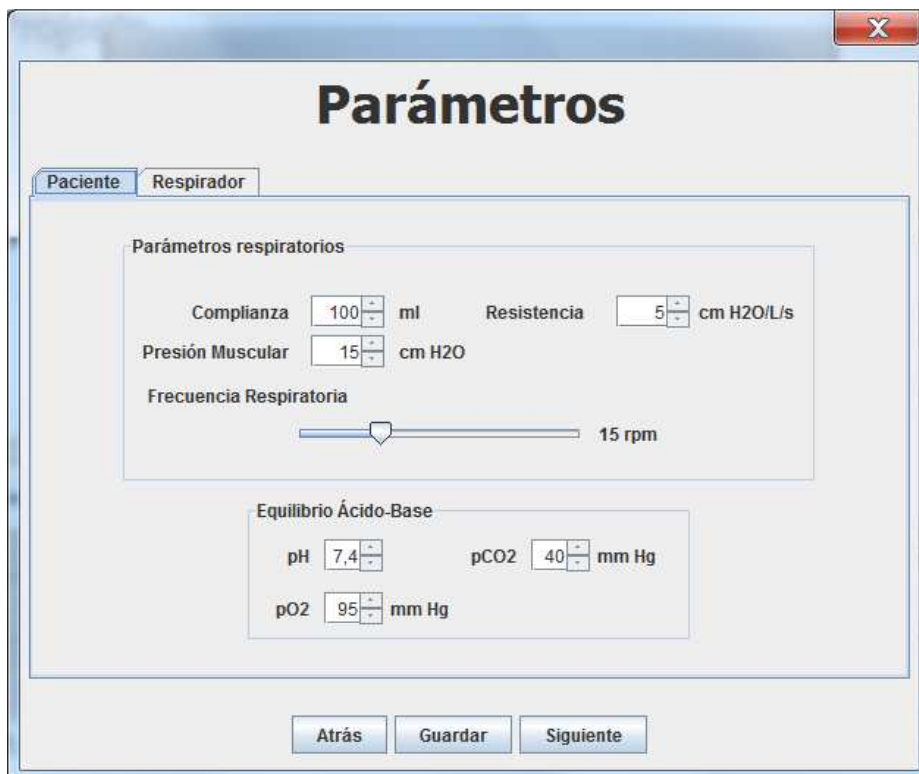 Parámetros
Paciente Respirador
Parámetros respiratorios
Complianza 100 ml Resistencia 5 cm H2O/L/s
Presión Muscular 15 cm H2O
Frecuencia Respiratoria
15 rpm
Equilibrio Ácido-Base
pH 7,4 pCO2 40 mm Hg
pO2 95 mm Hg
Atrás Guardar Siguiente